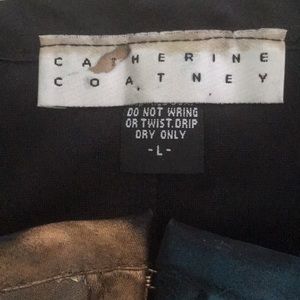 CATHERINE
COATNEY
DO NOT WRING
OR TWIST.DRIP
DRY ONLY
-L-